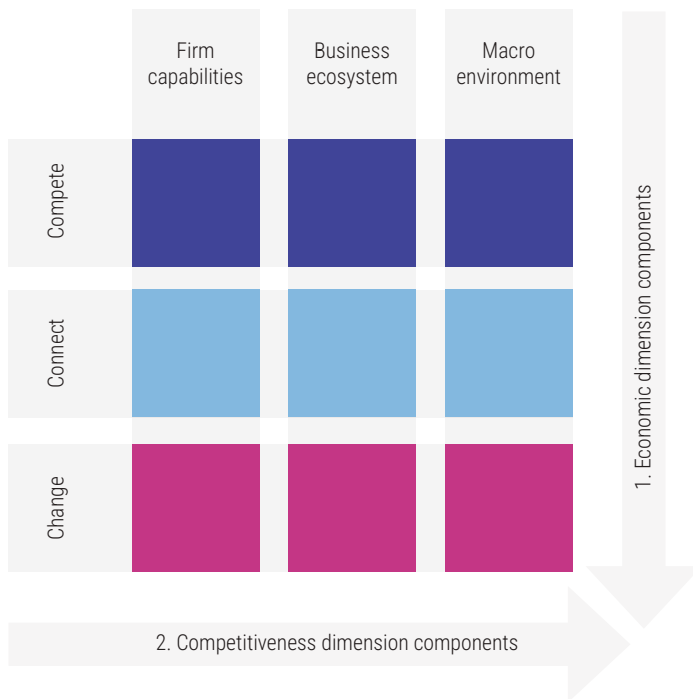 Firm
capabilities
Business
ecosystem
Macro
environment
Compete
Connect
Change
1. Economic dimension components
2. Competitiveness dimension components